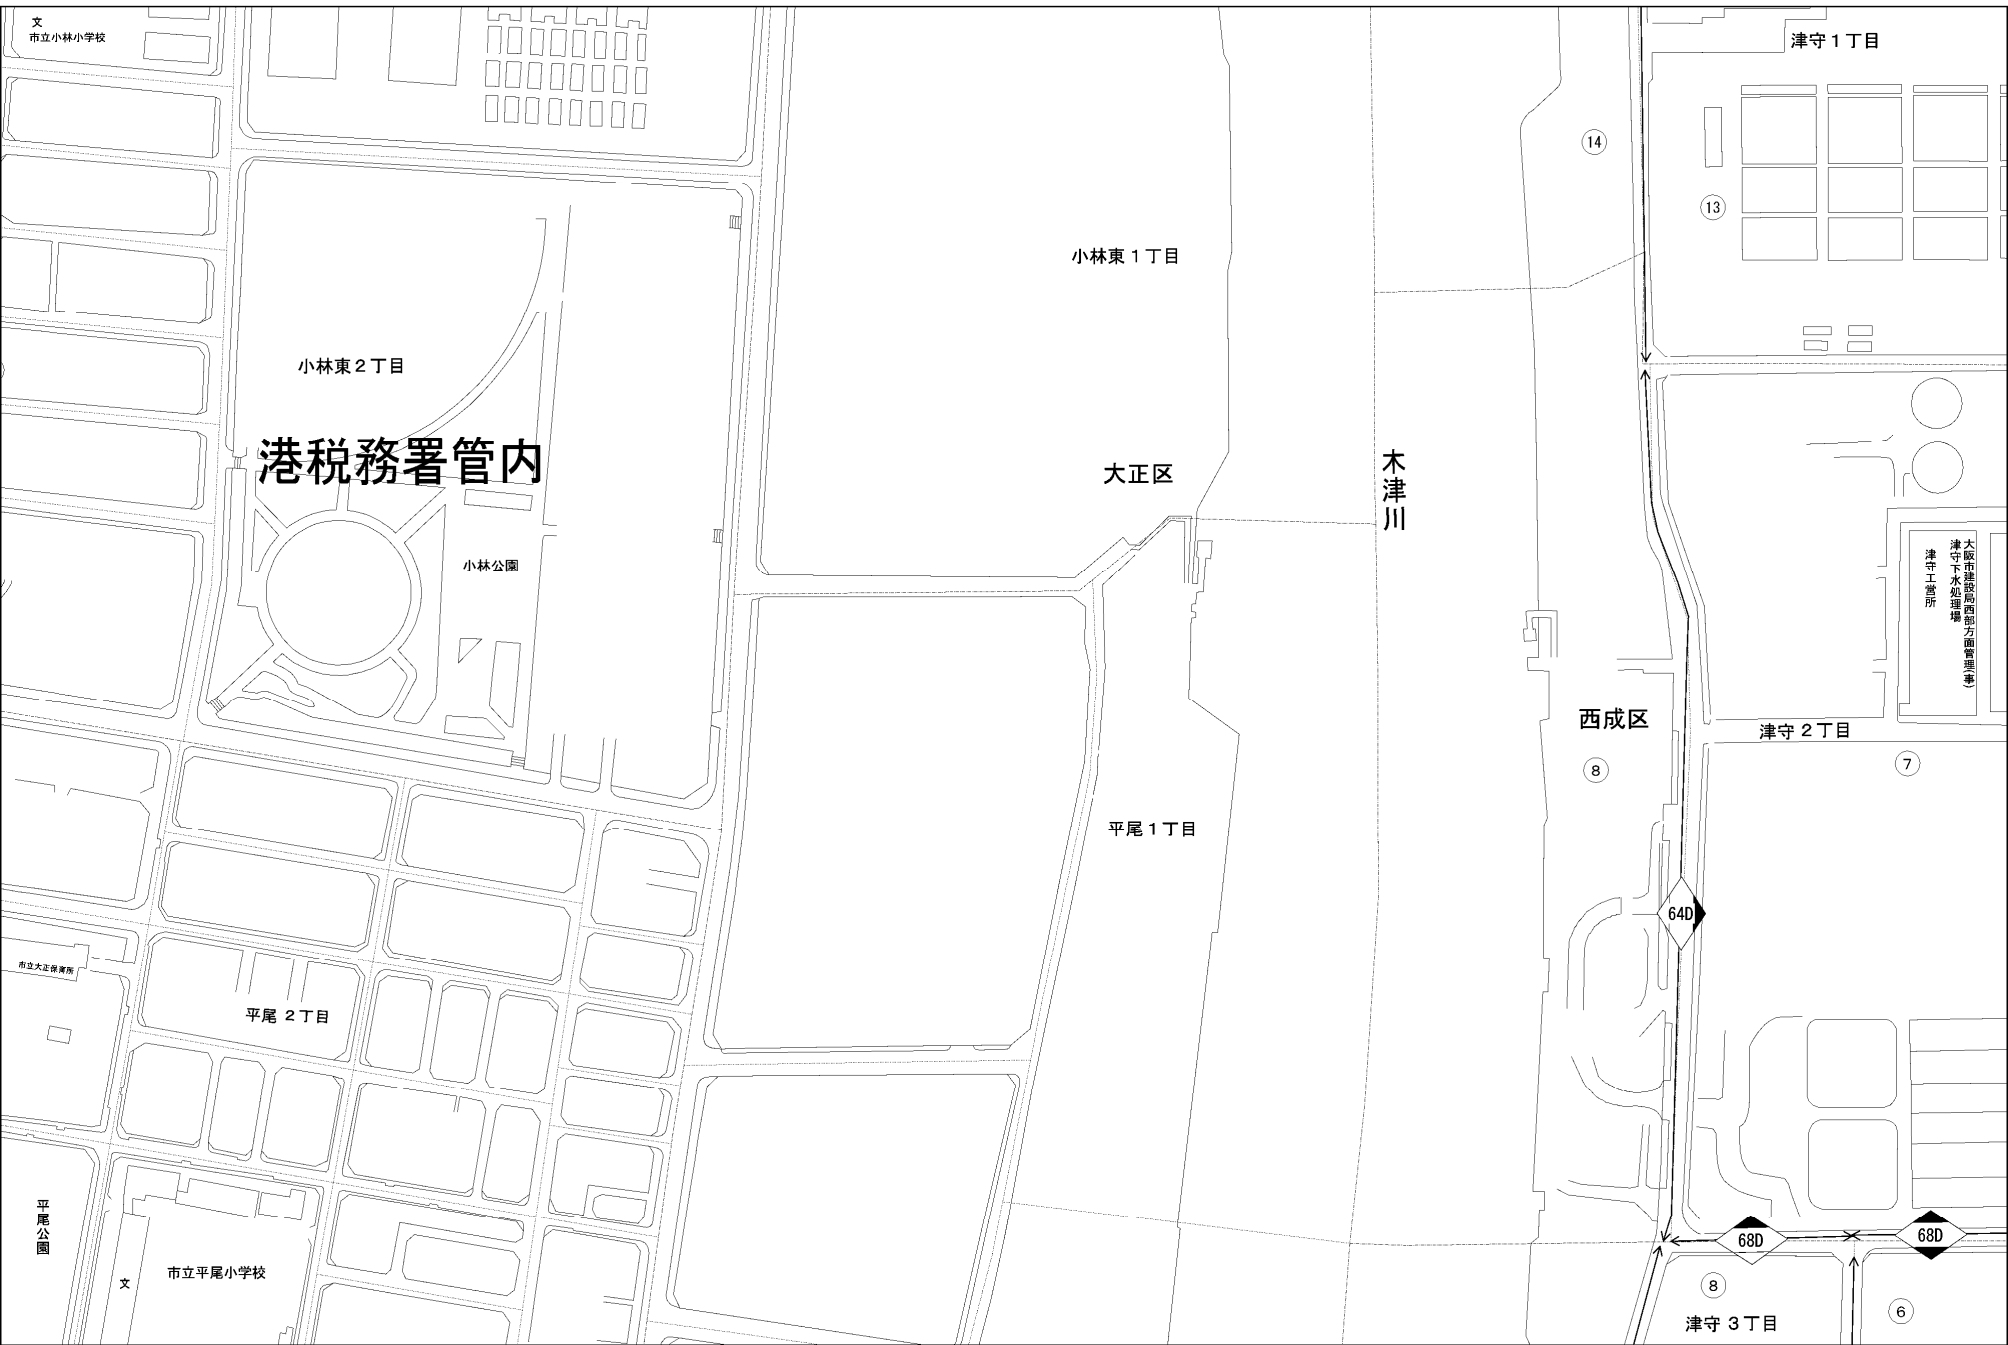 文
市立小林小学校
津守１丁目
14
13
小林東１丁目
小林東２丁目
港税務署管内
大正区
木津川
小林公園
大阪市建設局西部方面管理(事)
津守下水処理場
津守工営所
西成区
津守２丁目
8
7
平尾１丁目
64D
市立大正保育所
平尾２丁目
平尾公園
文
市立平尾小学校
68D
68D
8
6
津守３丁目